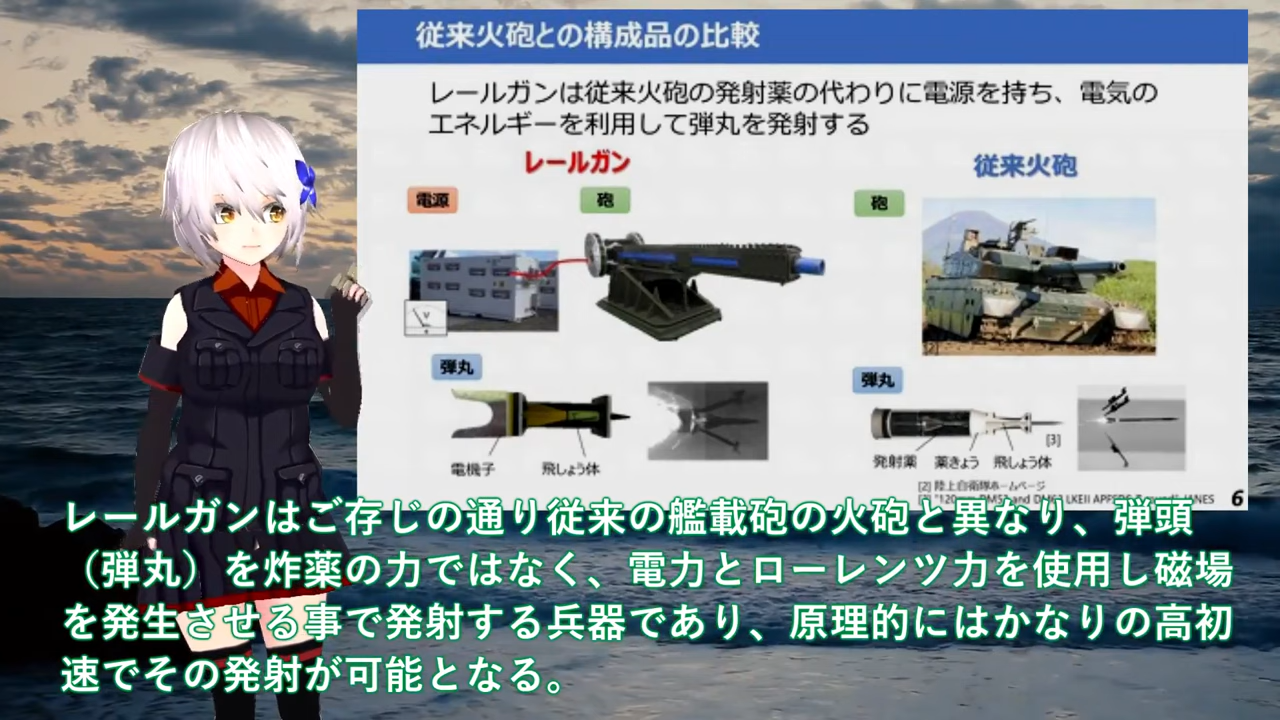 従来火砲との構成品の比較
レールガンは従来火砲の発射薬の代わりに電源を持ち、電気の
エネルギーを利用して弾丸を発射する
レールガン
従来火砲
電源
砲
砲
V
[2]
弾丸
弾丸
電機子
飛しょう体
発射薬
薬きょう
飛しょう体
[3]
[2] 陸上自衛隊ホームページ
and
JANES
6
レールガンはご存じの通り従来の艦載砲の火砲と異なり、弾頭
（弾丸）を炸薬の力ではなく、電力とローレンツ力を使用し磁場
を発生させる事で発射する兵器であり、原理的にはかなりの高初
速でその発射が可能となる。